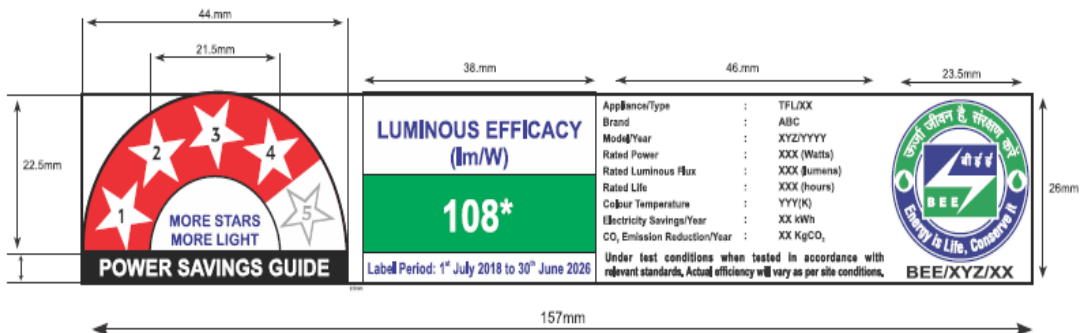 44.mm
21.5mm
38.mm
46.mm
23.5mm
22.5mm
26mm
1
2
3
4
5
MORE STARS
MORE LIGHT
POWER SAVINGS GUIDE
LUMINOUS EFFICACY
(lm/W)
108*
Label Period: 1st July 2018 to 30th June 2026
Appliance/Type : TFL/XX
Brand : ABC
Model/Year : XYZ/YYYY
Rated Power : XXX (Watts)
Rated Luminous Flux : XXX (lumens)
Rated Life : XXX (hours)
Colour Temperature : YYY(K)
Electricity Savings/Year : XX kWh
CO₂ Emission Reduction/Year : XX KgCO₂
Under test conditions when tested in accordance with
relevant standards. Actual efficiency will vary as per site conditions.
ऊर्जा जीवन है, संरक्षण करें
बी ई ई
BEE
Energy is Life, Conserve it
BEE/XYZ/XX
157mm